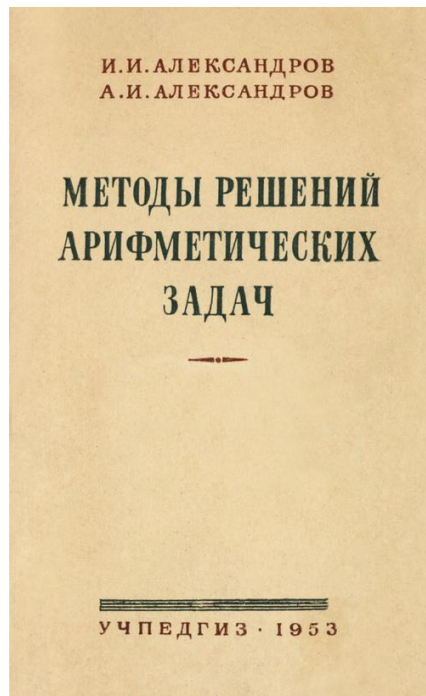 И.И.АЛЕКСАНДРОВ
А.И.АЛЕКСАНДРОВ
МЕТОДЫ РЕШЕНИЙ
АРИФМЕТИЧЕСКИХ
ЗАДАЧ
УЧПЕДГИЗ · 1953